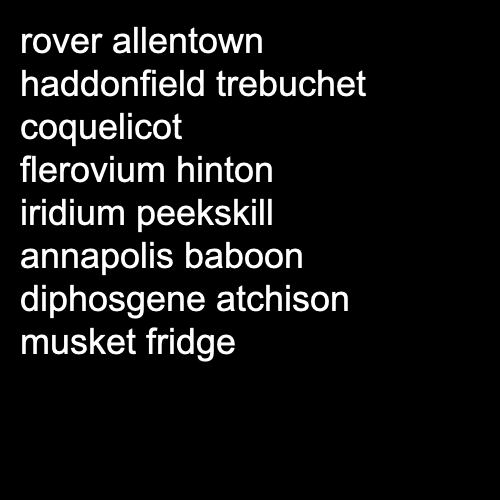 rover allentown
haddonfield trebuchet
coquelicot
flerovium hinton
iridium peekskill
annapolis baboon
diphosgene atchison
musket fridge